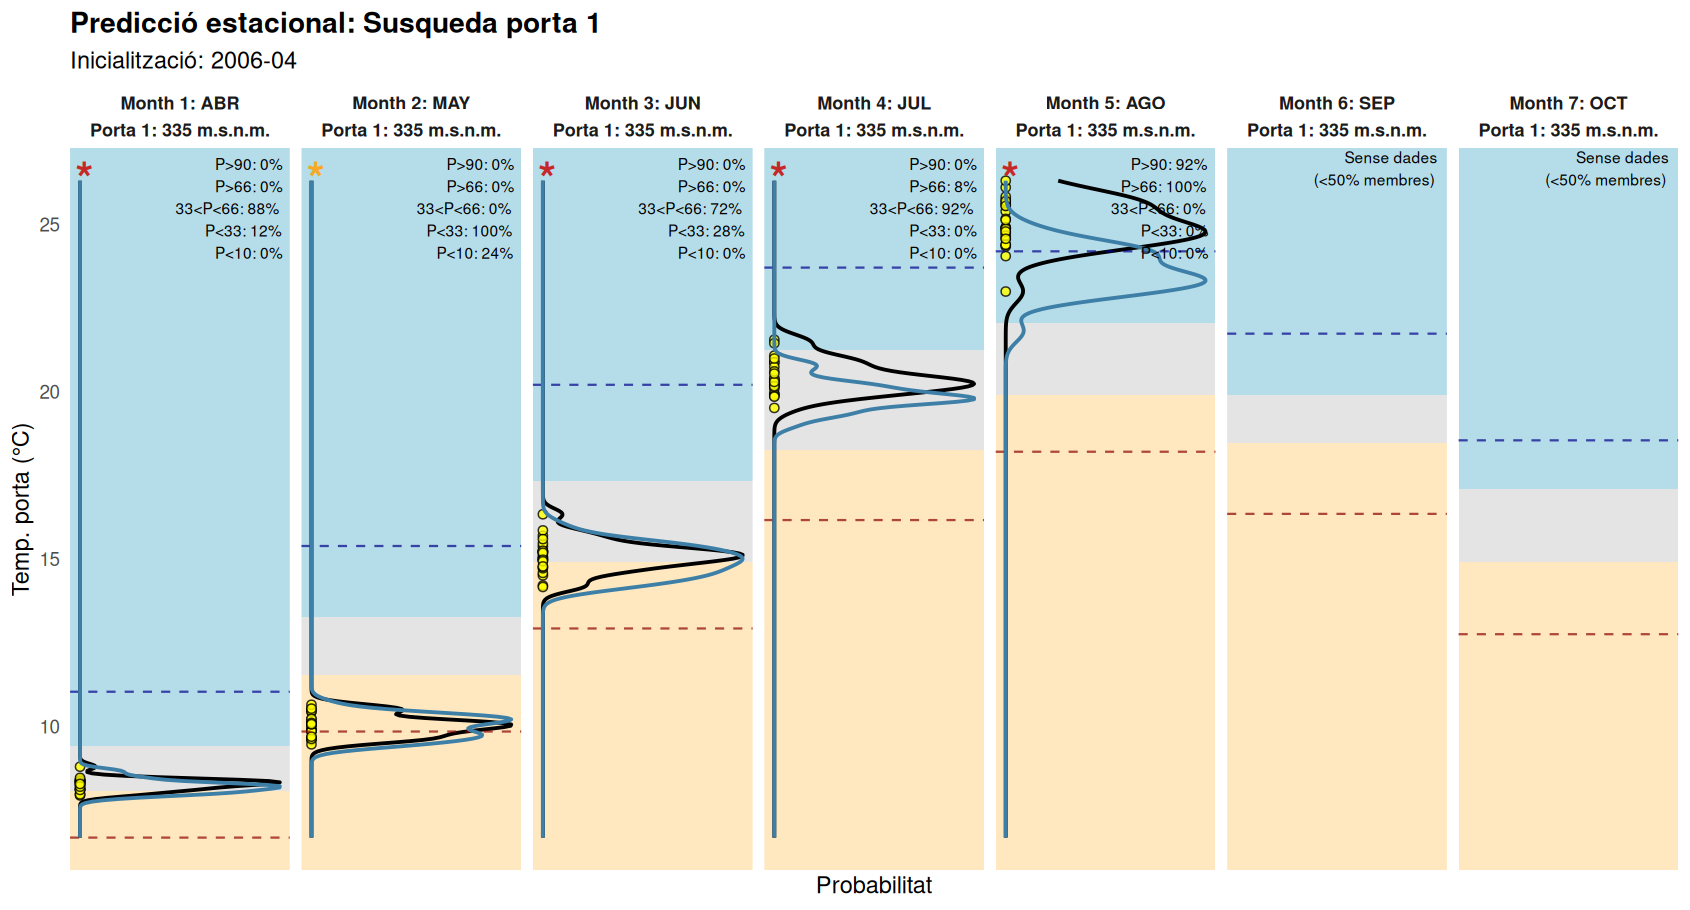 Predicció estacional: Susqueda porta 1
Inicialització: 2006-04
Month 1: ABR
Porta 1: 335 m.s.n.m.
Month 2: MAY
Porta 1: 335 m.s.n.m.
Month 3: JUN
Porta 1: 335 m.s.n.m.
Month 4: JUL
Porta 1: 335 m.s.n.m.
Month 5: AGO
Porta 1: 335 m.s.n.m.
Month 6: SEP
Porta 1: 335 m.s.n.m.
Month 7: OCT
Porta 1: 335 m.s.n.m.
*
P>90: 0%
P>66: 0%
33<P<66: 88%
P<33: 12%
P<10: 0%
*
P>90: 0%
P>66: 0%
33<P<66: 0%
P<33: 100%
P<10: 24%
*
P>90: 0%
P>66: 0%
33<P<66: 72%
P<33: 28%
P<10: 0%
*
P>90: 0%
P>66: 8%
33<P<66: 92%
P<33: 0%
P<10: 0%
*
P>90: 92%
P>66: 100%
33<P<66: 0%
P<33: 0%
P<10: 0%
Sense dades
(<50% membres)
Sense dades
(<50% membres)
25
20
15
10
Temp. porta (°C)
Probabilitat